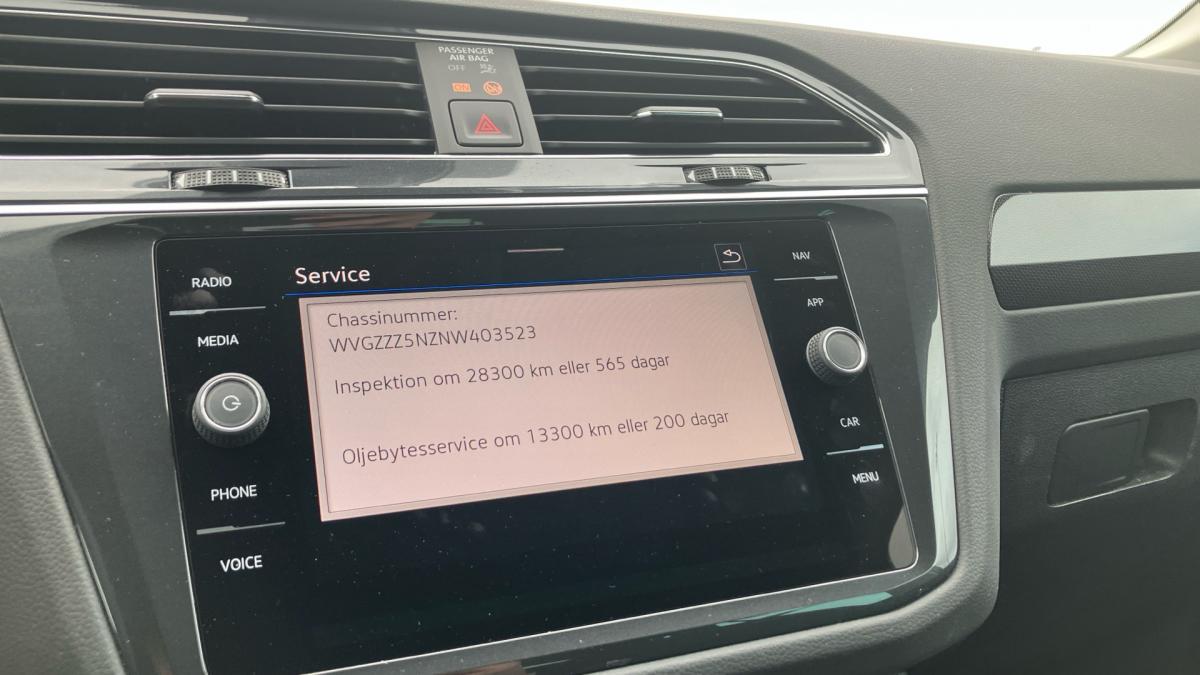 PASSENGER
AIR BAG
OFF
ON
RADIO
Service
NAV
APP
MEDIA
Chassinummer:
WVGZZZ5NZNW403523
Inspektion om 28300 km eller 565 dagar
Oljebytesservice om 13300 km eller 200 dagar
CAR
MENU
PHONE
VOICE